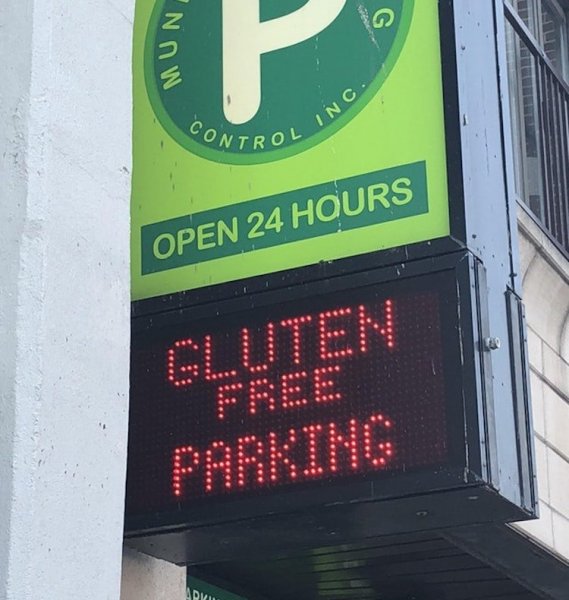 P
CONTROL INC.
OPEN 24 HOURS
GLUTEN
FREE
PARKING